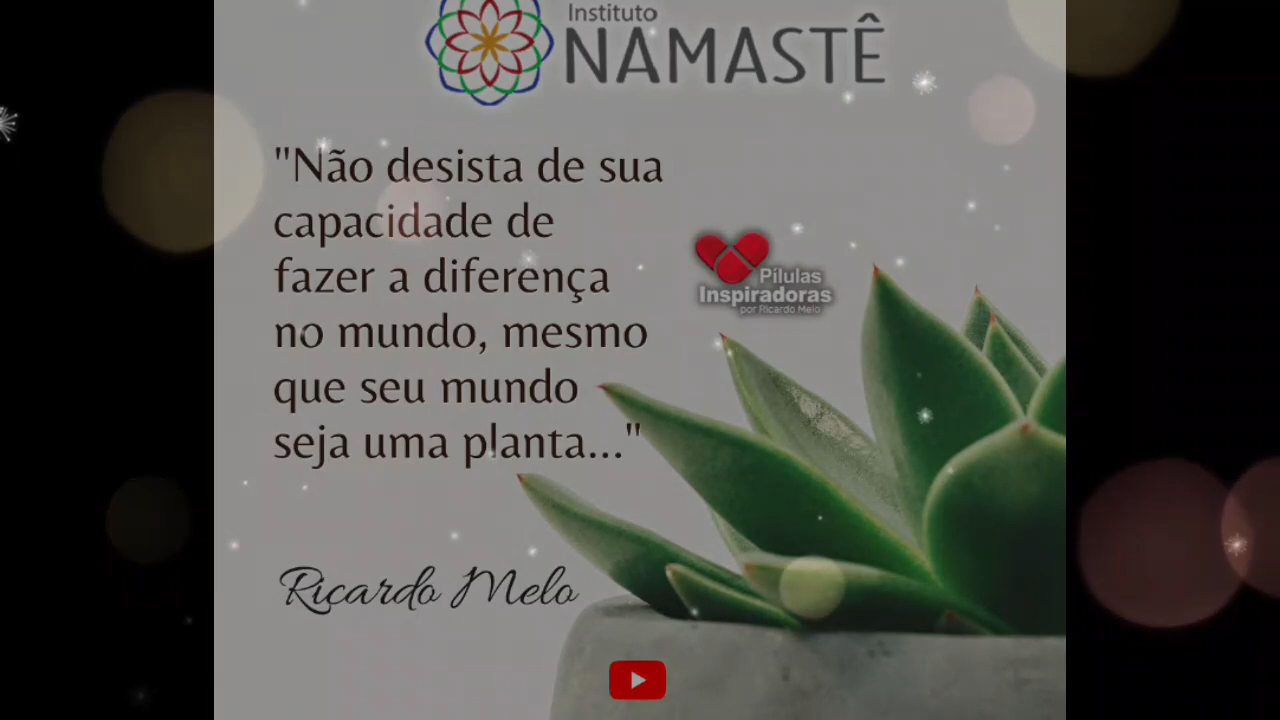 Instituto
NAMASTÊ
"Não desista de sua
capacidade de
fazer a diferença
no mundo, mesmo
que seu mundo
seja uma planta..."
Pílulas
Inspiradoras
por Ricardo Melo
Ricardo Melo